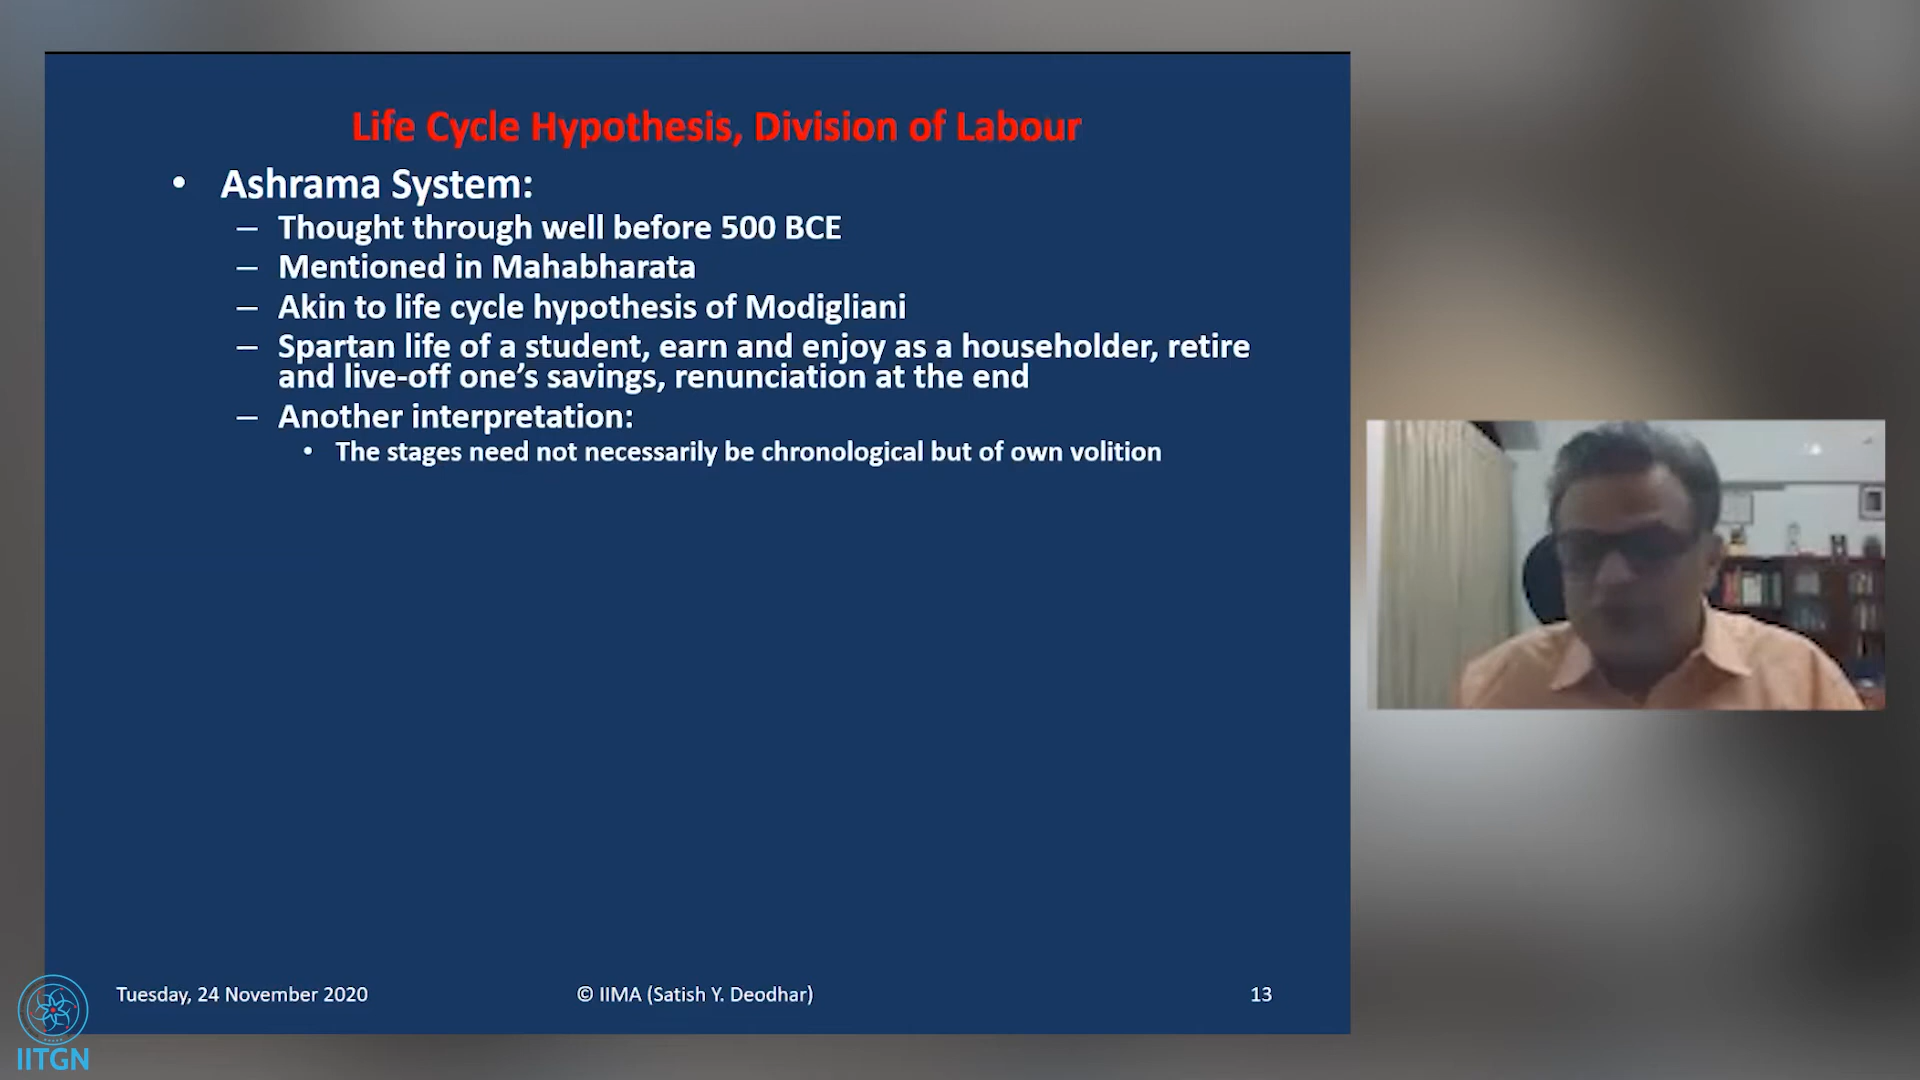 Life Cycle Hypothesis, Division of Labour
• Ashrama System:
– Thought through well before 500 BCE
– Mentioned in Mahabharata
– Akin to life cycle hypothesis of Modigliani
– Spartan life of a student, earn and enjoy as a householder, retire
and live-off one's savings, renunciation at the end
– Another interpretation:
• The stages need not necessarily be chronological but of own volition
Tuesday, 24 November 2020
© IIMA (Satish Y. Deodhar)
13
IITGN